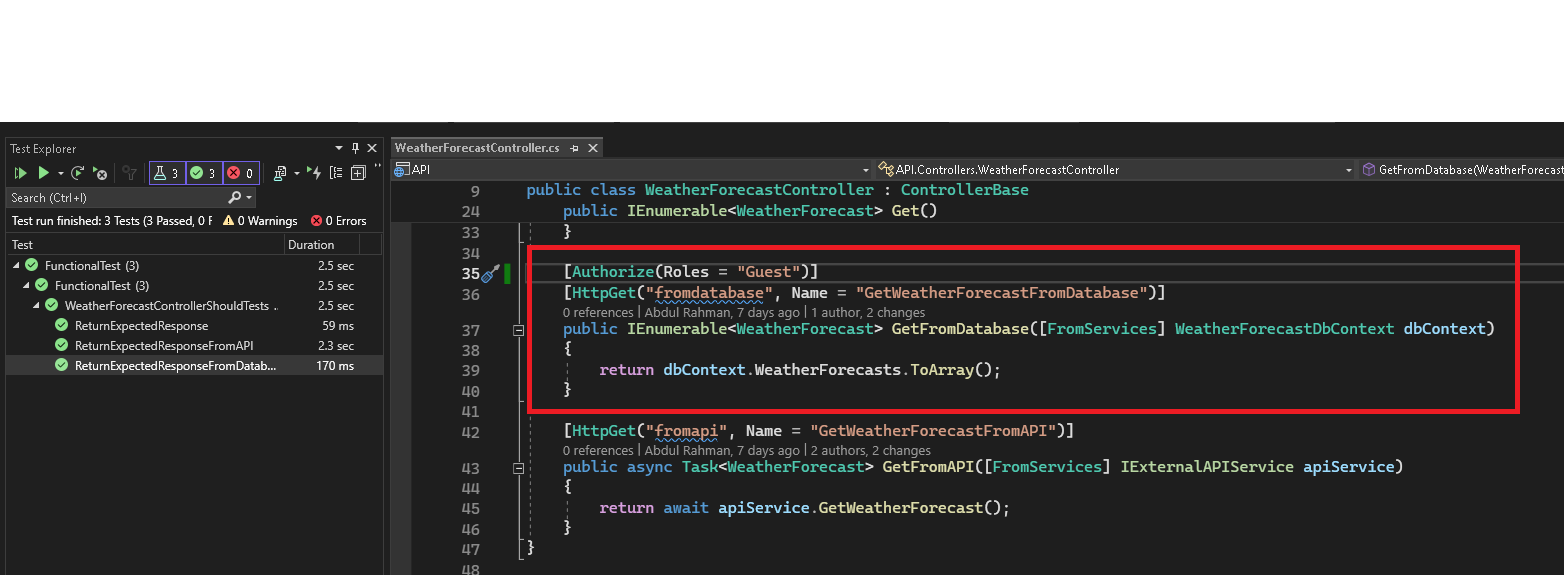 Test Explorer
3 3 0
Search (Ctrl+I)
Test run finished: 3 Tests (3 Passed, 0 F 0 Warnings 0 Errors
Test Duration
FunctionalTest (3) 2.5 sec
FunctionalTest (3) 2.5 sec
WeatherForecastControllerShouldTests .. 2.5 sec
ReturnExpectedResponse 59 ms
ReturnExpectedResponseFromAPI 2.3 sec
ReturnExpectedResponseFromDatab... 170 ms
WeatherForecastController.cs
API API.Controllers.WeatherForecastController GetFromDatabase(WeatherForecast
9 public class WeatherForecastController : ControllerBase
24 public IEnumerable<WeatherForecast> Get()
33 }
34
35 [Authorize(Roles = "Guest")]
36 [HttpGet("fromdatabase", Name = "GetWeatherForecastFromDatabase")]
0 references | Abdul Rahman, 7 days ago | 1 author, 2 changes
37 public IEnumerable<WeatherForecast> GetFromDatabase([FromServices] WeatherForecastDbContext dbContext)
38 {
39 return dbContext.WeatherForecasts.ToArray();
40 }
41
42 [HttpGet("fromapi", Name = "GetWeatherForecastFromAPI")]
0 references | Abdul Rahman, 7 days ago | 2 authors, 2 changes
43 public async Task<WeatherForecast> GetFromAPI([FromServices] IExternalAPIService apiService)
44 {
45 return await apiService.GetWeatherForecast();
46 }
47 }
48